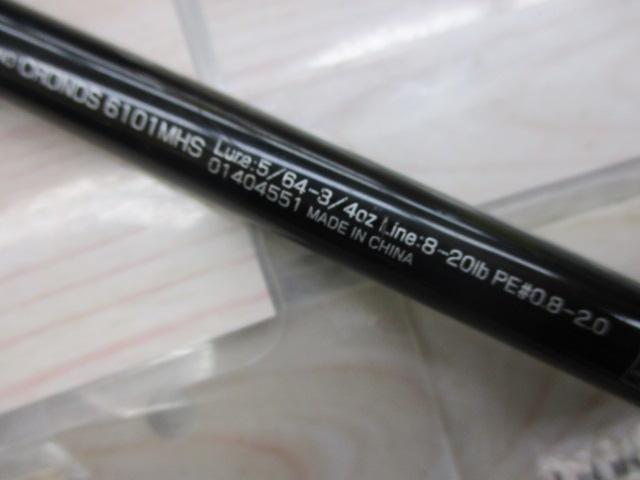 CRONOS 6101MHS Lure:5/64-3/4oz Line:8-20lb PE#0.8-2.0
01404551 MADE IN CHINA